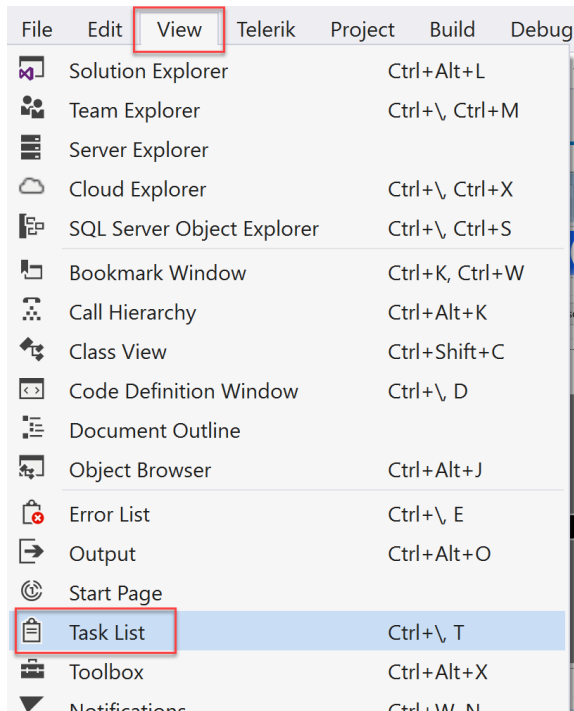 File Edit View Telerik Project Build Debug
Solution Explorer Ctrl+Alt+L
Team Explorer Ctrl+\, Ctrl+M
Server Explorer
Cloud Explorer Ctrl+\, Ctrl+X
SQL Server Object Explorer Ctrl+\, Ctrl+S
Bookmark Window Ctrl+K, Ctrl+W
Call Hierarchy Ctrl+Alt+K
Class View Ctrl+Shift+C
Code Definition Window Ctrl+\, D
Document Outline
Object Browser Ctrl+Alt+J
Error List Ctrl+\, E
Output Ctrl+Alt+O
Start Page
Task List Ctrl+\, T
Toolbox Ctrl+Alt+X
Notifications Ctrl+W, N